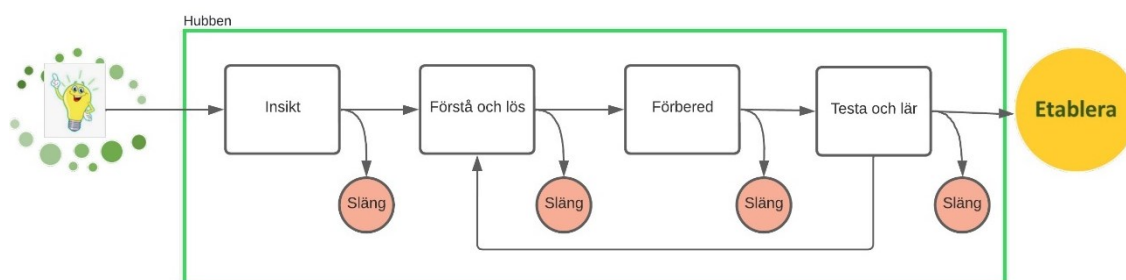 Hubben
Insikt
Förstå och lös
Förbered
Testa och lär
Etablera
Släng
Släng
Släng
Släng